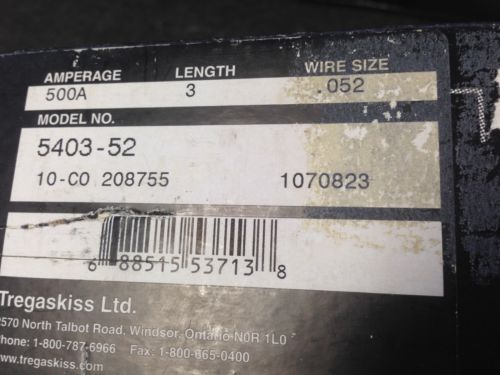 AMPERAGE LENGTH WIRE SIZE
500A 3 .052
MODEL NO.
5403-52
10-CO 208755 1070823
6 88515 53713 8
Tregaskiss Ltd.
2570 North Talbot Road, Windsor, Ontario N0R 1L0
Phone: 1-800-787-6966 Fax: 1-800-665-0400
www.tregaskiss.com